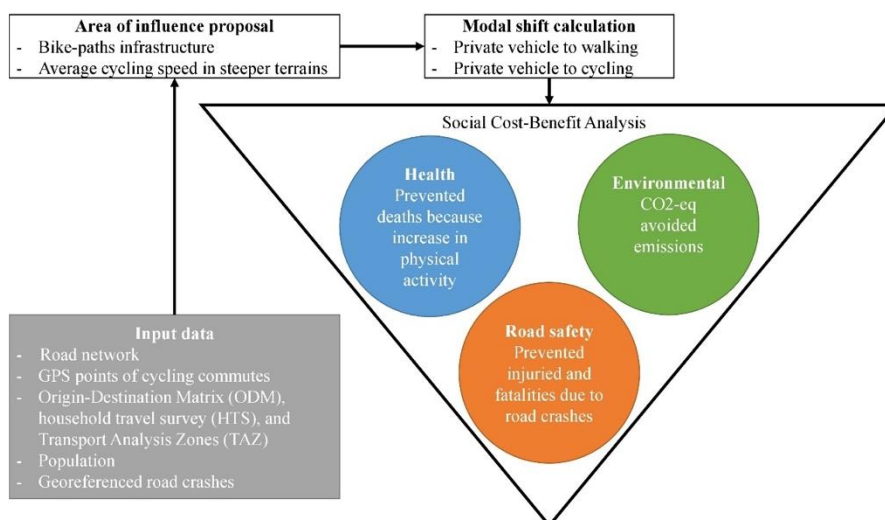 Area of influence proposal
- Bike-paths infrastructure
- Average cycling speed in steeper terrains
Modal shift calculation
- Private vehicle to walking
- Private vehicle to cycling
Social Cost-Benefit Analysis
Health
Prevented
deaths because
increase in
physical
activity
Environmental
CO2-eq
avoided
emissions
Road safety
Prevented
injuried and
fatalities due to
road crashes
Input data
- Road network
- GPS points of cycling commutes
- Origin-Destination Matrix (ODM),
household travel survey (HTS), and
Transport Analysis Zones (TAZ)
- Population
- Georeferenced road crashes